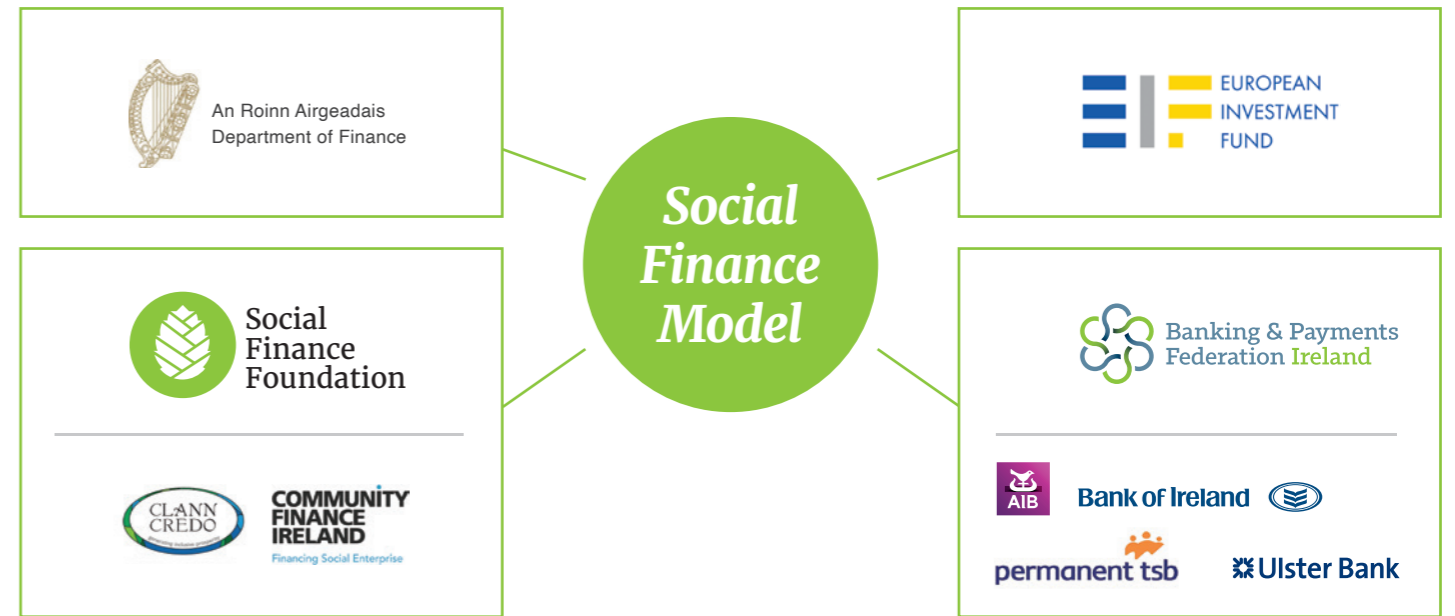 An Roinn Airgeadais
Department of Finance
Social
Finance
Model
EUROPEAN
INVESTMENT
FUND
Social
Finance
Foundation
CLANN
CREDO
COMMUNITY
FINANCE
IRELAND
Financing Social Enterprise
Banking & Payments
Federation Ireland
AIB
Bank of Ireland
permanent tsb
Ulster Bank